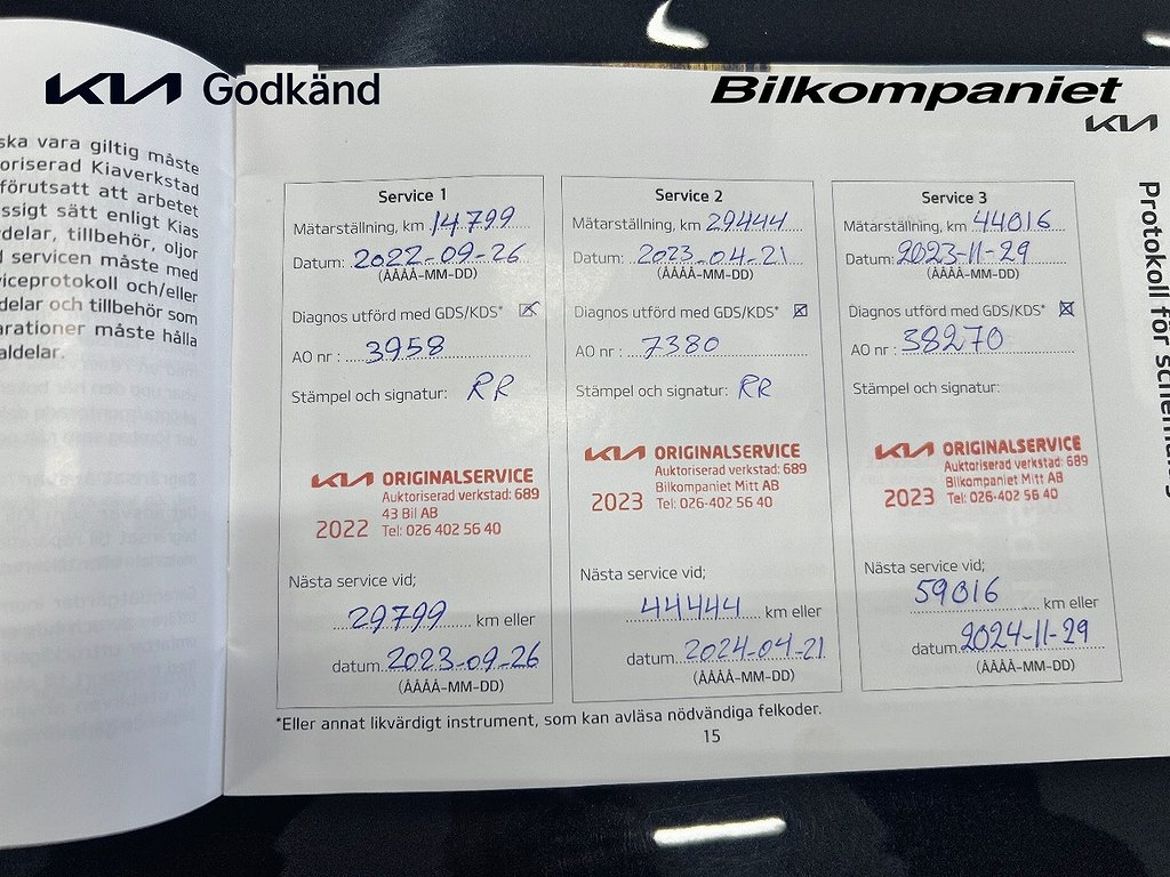 KIA Godkänd
Bilkompaniet
KIA
ska vara giltig måste
oriserad Kiaverkstad
förutsatt att arbetet
ssigt sätt enligt Kias
delar, tillbehör, oljor
servicen måste med
iceprotokoll och/eller
delar och tillbehör som
arationer måste hålla
aldelar.
Service 1
Mätarställning, km 14799
Datum: 2022-09-26
(ÅÅÅÅ-MM-DD)
Diagnos utförd med GDS/KDS*
AO nr : 3958
Stämpel och signatur: RR
KIA ORIGINALSERVICE
Auktoriserad verkstad: 689
43 Bil AB
2022 Tel: 026 402 56 40
Nästa service vid;
29799 km eller
datum 2023-09-26
(ÅÅÅÅ-MM-DD)
Service 2
Mätarställning, km 29444
Datum: 2023-04-21
(ÅÅÅÅ-MM-DD)
Diagnos utförd med GDS/KDS*
AO nr : 7380
Stämpel och signatur: RR
KIA ORIGINALSERVICE
Auktoriserad verkstad: 689
Bilkompaniet Mitt AB
2023 Tel: 026-402 56 40
Nästa service vid;
44444 km eller
datum 2024-04-21
(ÅÅÅÅ-MM-DD)
Service 3
Mätarställning, km 44016
Datum: 2023-11-29
(ÅÅÅÅ-MM-DD)
Diagnos utförd med GDS/KDS*
AO nr : 38270
Stämpel och signatur:
KIA ORIGINALSERVICE
Auktoriserad verkstad: 689
Bilkompaniet Mitt AB
2023 Tel: 026-402 56 40
Nästa service vid;
59016 km eller
datum 2024-11-29
(ÅÅÅÅ-MM-DD)
*Eller annat likvärdigt instrument, som kan avläsa nödvändiga felkoder.
15
Protokoll för